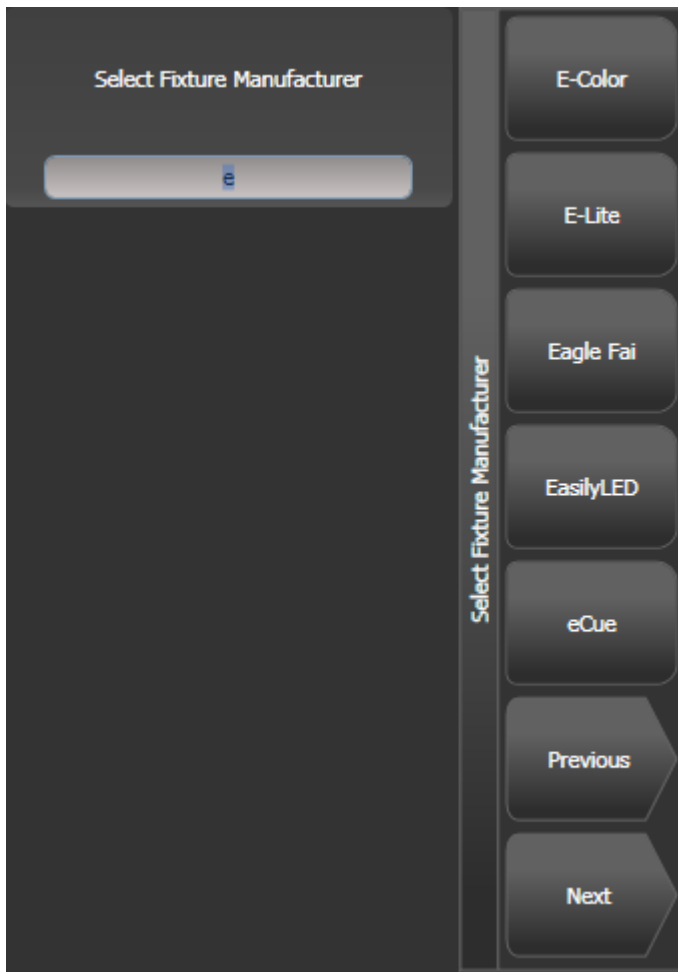 Select Fixture Manufacturer
e
Select Fixture Manufacturer
E-Color
E-Lite
Eagle Fai
EasilyLED
eCue
Previous
Next